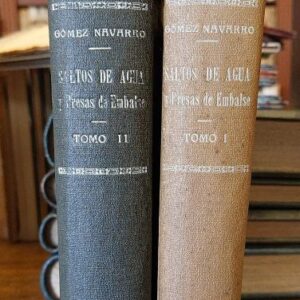 GÓMEZ NAVARRO
SALTOS DE AGUA
y Presas de Embalse
TOMO II
GÓMEZ NAVARRO
SALTOS DE AGUA
y Presas de Embalse
TOMO I